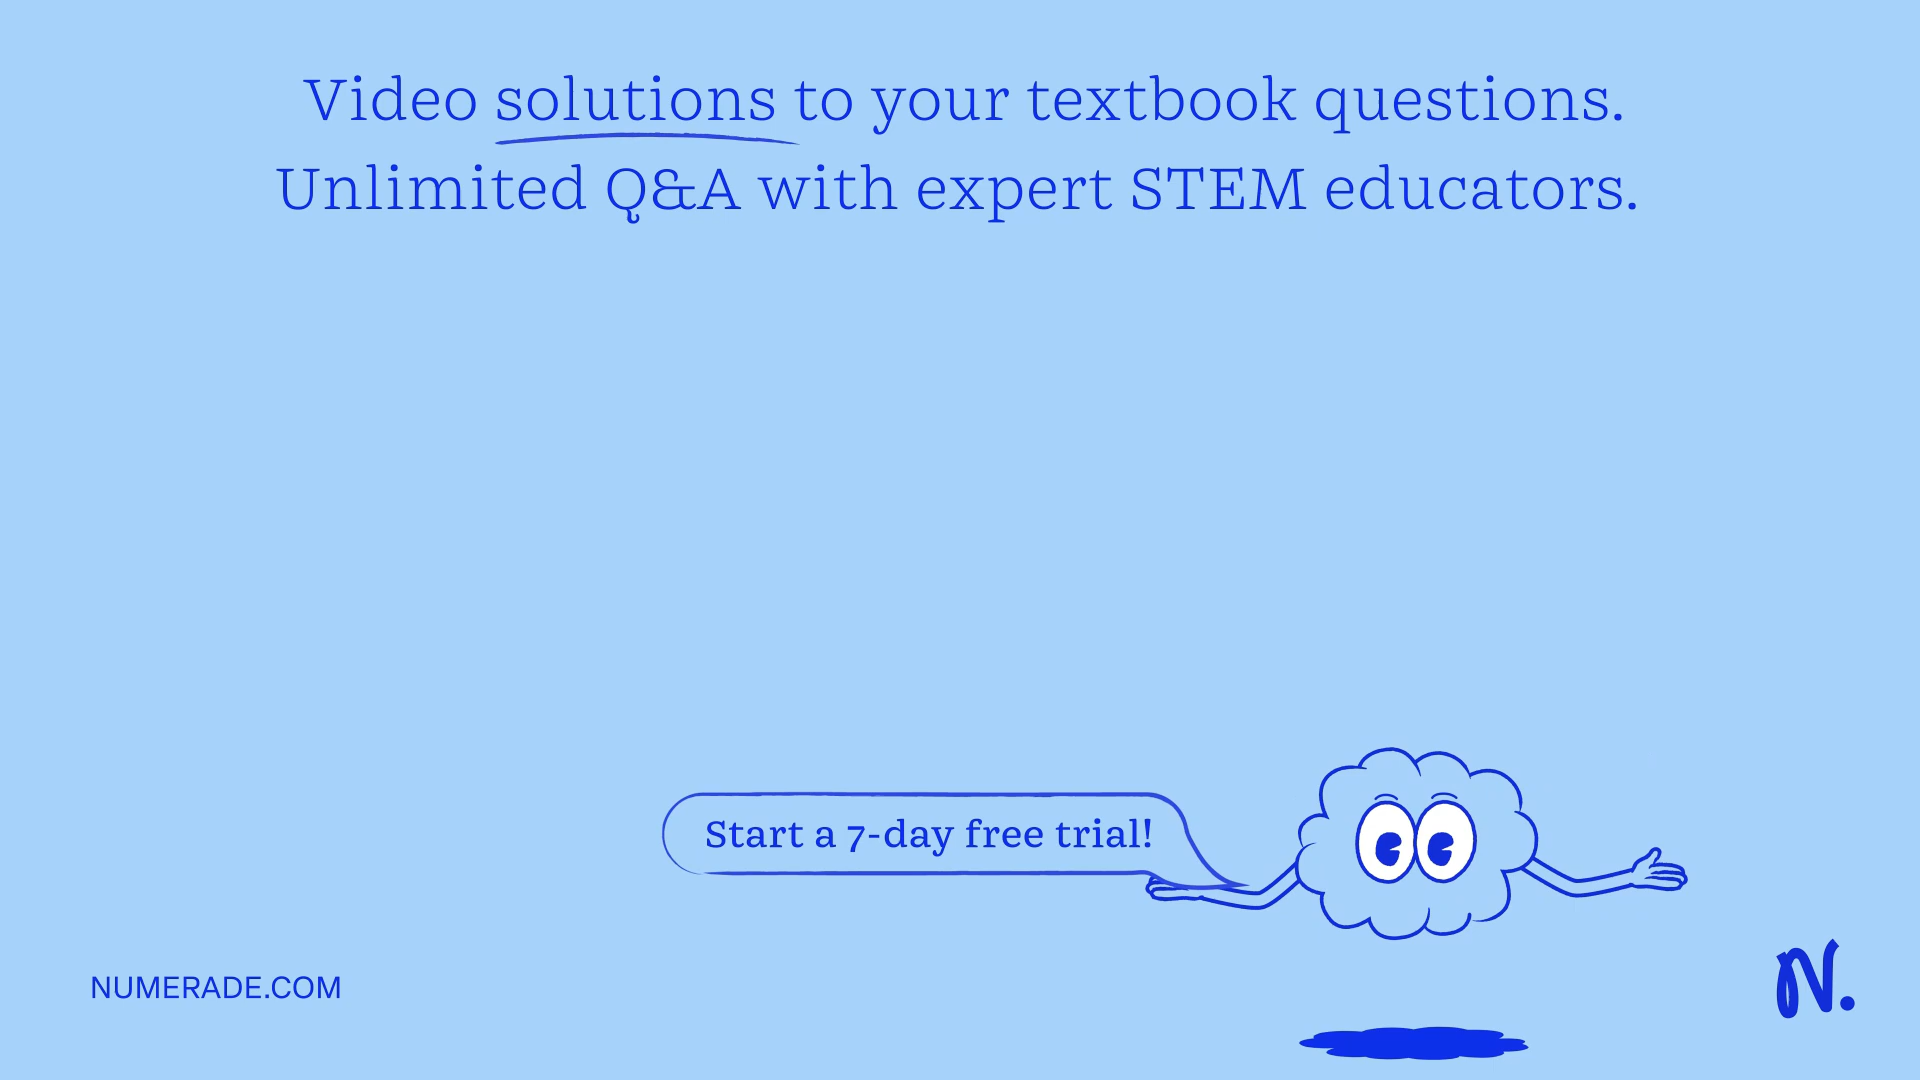 Video solutions to your textbook questions.
Unlimited Q&A with expert STEM educators.
Start a 7-day free trial!
NUMERADE.COM
N.